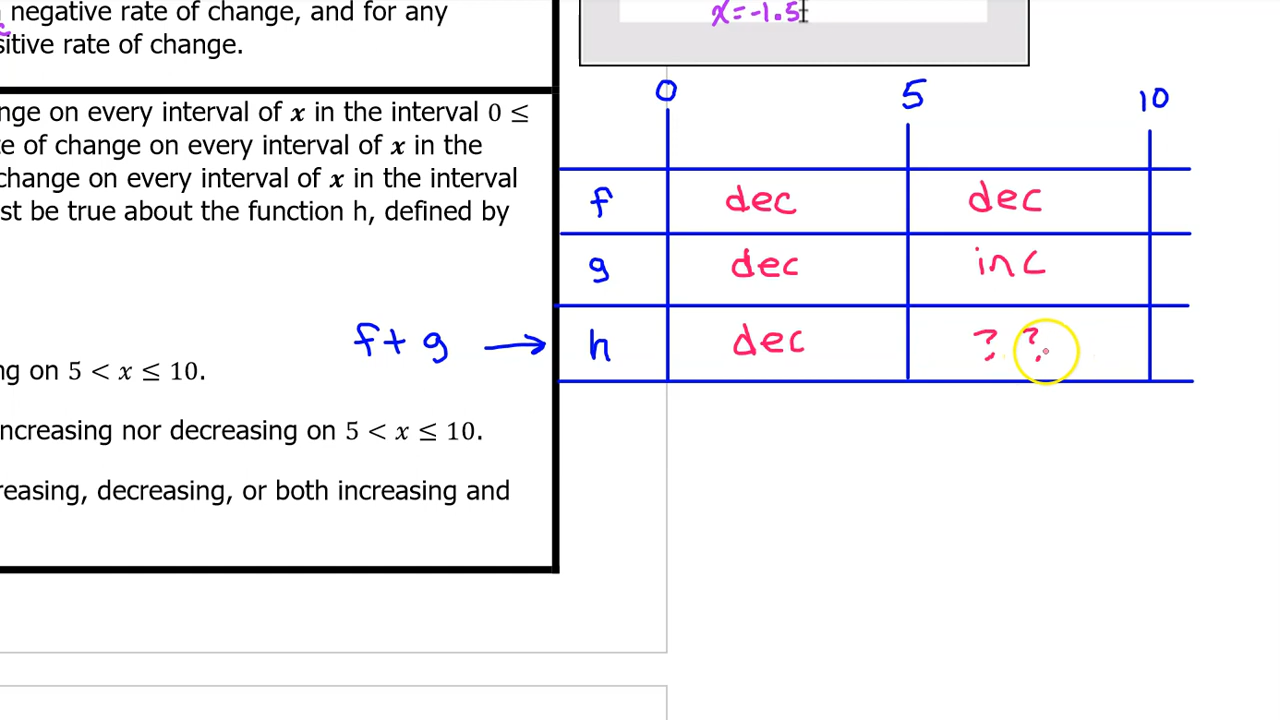 negative rate of change, and for any
sitive rate of change.
x=-1.5
nge on every interval of x in the interval 0 ≤
te of change on every interval of x in the
change on every interval of x in the interval
st be true about the function h, defined by
ng on 5 < x ≤ 10.
ncreasing nor decreasing on 5 < x ≤ 10.
reasing, decreasing, or both increasing and
0 5 10
f dec dec
g dec inc
f+g → h dec ? ?